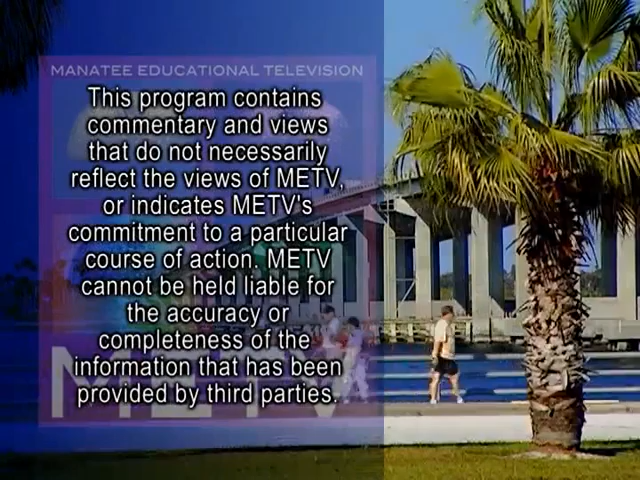 MANATEE EDUCATIONAL TELEVISION
This program contains
commentary and views
that do not necessarily
reflect the views of METV,
or indicates METV's
commitment to a particular
course of action. METV
cannot be held liable for
the accuracy or
completeness of the
information that has been
provided by third parties.
METV